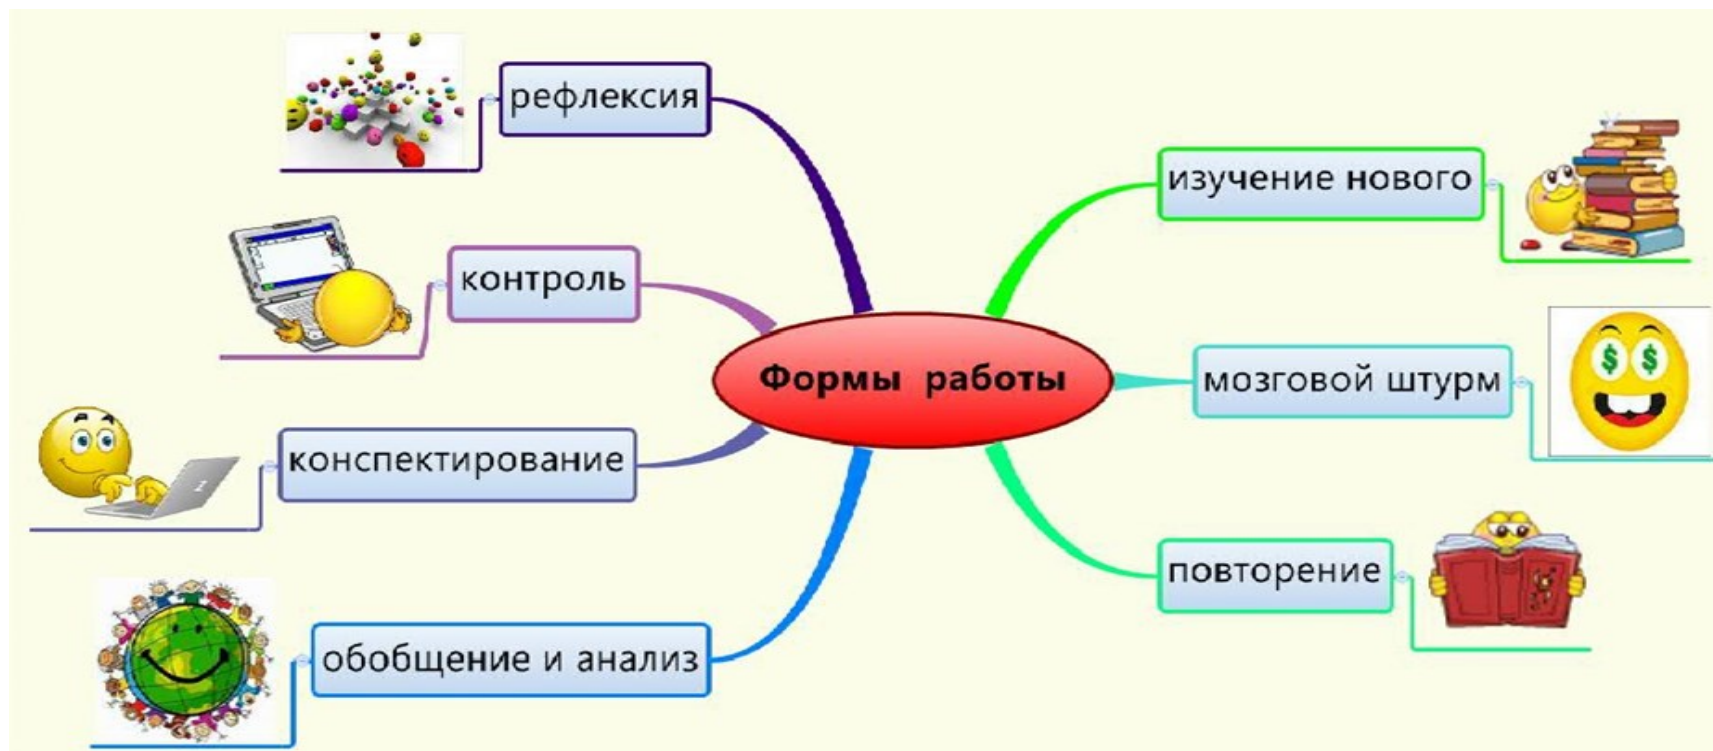 рефлексия
контроль
конспектирование
обобщение и анализ
Формы работы
изучение нового
мозговой штурм
повторение